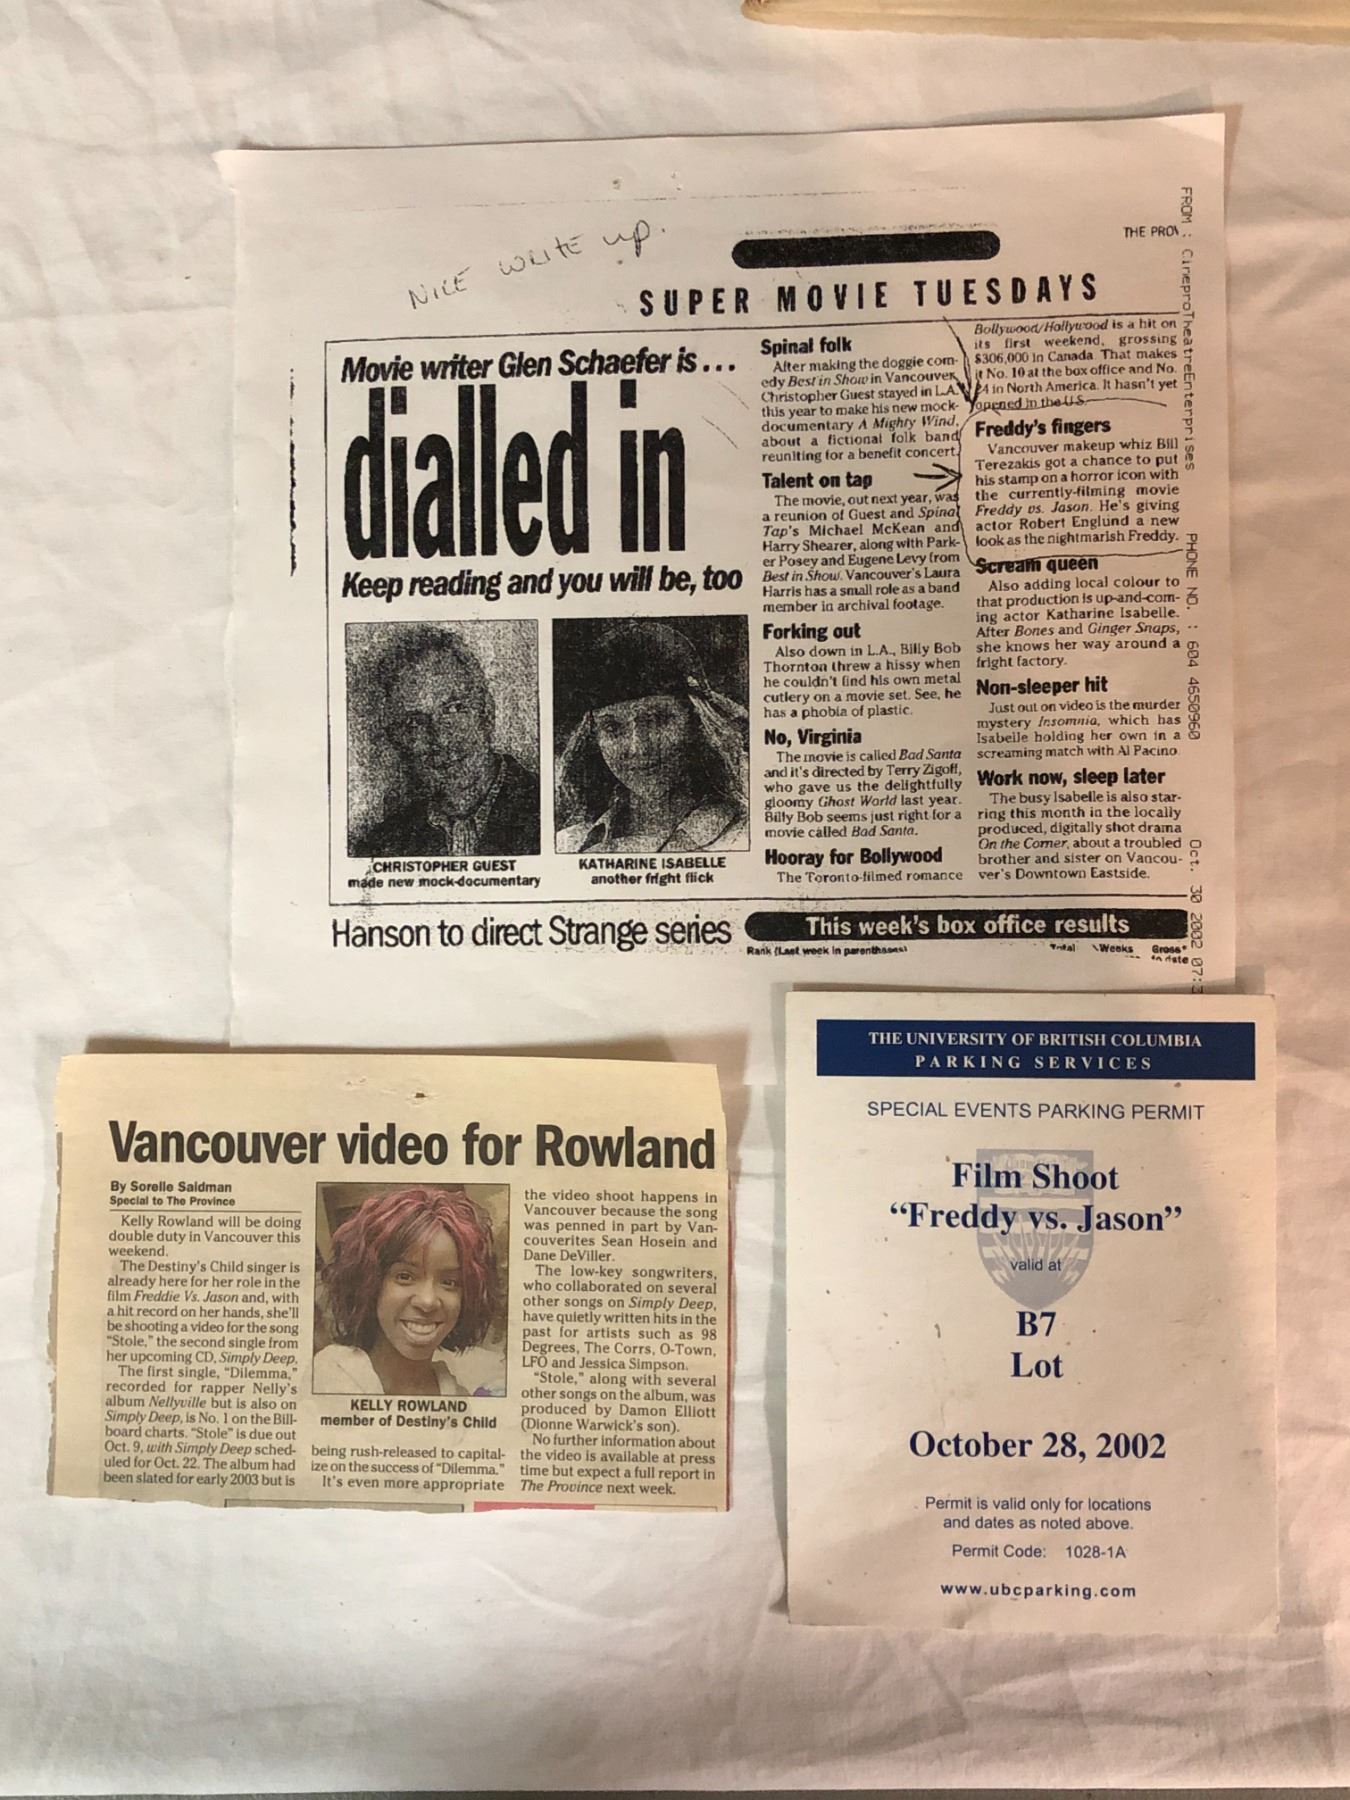 NICE WRITE up.
THE PROV
SUPER MOVIE TUESDAYS
Movie writer Glen Schaefer is...
dialled in
Keep reading and you will be, too
CHRISTOPHER GUEST
made new mock-documentary
KATHARINE ISABELLE
another fright flick
Spinal folk
After making the doggie com-
edy Best in Show in Vancouver,
Christopher Guest stayed in L.A.
this year to make his new mock-
documentary A Mighty Wind,
about a fictional folk band
reuniting for a benefit concert.
Talent on tap
The movie, out next year, was
a reunion of Guest and Spinal
Tap's Michael McKean and
Harry Shearer, along with Park-
er Posey and Eugene Levy from
Best in Show. Vancouver's Laura
Harris has a small role as a band
member in archival footage.
Forking out
Also down in L.A., Billy Bob
Thornton threw a hissy when
he couldn't find his own metal
cutlery on a movie set. See, he
has a phobia of plastic.
No, Virginia
The movie is called Bad Santa
and it's directed by Terry Zigoff,
who gave us the delightfully
gloomy Ghost World last year.
Billy Bob seems just right for a
movie called Bad Santa.
Hooray for Bollywood
The Toronto-filmed romance
Bollywood/Hollywood is a hit on
its first weekend, grossing
$306,000 in Canada. That makes
it No. 10 at the box office and No.
24 in North America. It hasn't yet
opened in the U.S.
Freddy's fingers
Vancouver makeup whiz Bill
Terezakis got a chance to put
his stamp on a horror icon with
the currently-filming movie
Freddy vs. Jason. He's giving
actor Robert Englund a new
look as the nightmarish Freddy.
Scream queen
Also adding local colour to
that production is up-and-com-
ing actor Katharine Isabelle.
After Bones and Ginger Snaps,
she knows her way around a
fright factory.
Non-sleeper hit
Just out on video is the murder
mystery Insomnia, which has
Isabelle holding her own in a
screaming match with Al Pacino.
Work now, sleep later
The busy Isabelle is also star-
ring this month in the locally
produced, digitally shot drama
On the Corner, about a troubled
brother and sister on Vancou-
ver's Downtown Eastside.
FROM : CineproTheatreEnterprises PHONE NO. : 604 4650960 Oct. 30 2002 07:
Hanson to direct Strange series
This week's box office results
Rank (Last week in parentheses)
Total Weeks Gross
to date
Vancouver video for Rowland
By Sorelle Saidman
Special to The Province
Kelly Rowland will be doing
double duty in Vancouver this
weekend.
The Destiny's Child singer is
already here for her role in the
film Freddie Vs. Jason and, with
a hit record on her hands, she'll
be shooting a video for the song
"Stole," the second single from
her upcoming CD, Simply Deep.
The first single, "Dilemma,"
recorded for rapper Nelly's
album Nellyville but is also on
Simply Deep, is No. 1 on the Bill-
board charts. "Stole" is due out
Oct. 9, with Simply Deep sched-
uled for Oct. 22. The album had
been slated for early 2003 but is
KELLY ROWLAND
member of Destiny's Child
being rush-released to capital-
ize on the success of "Dilemma."
It's even more appropriate
the video shoot happens in
Vancouver because the song
was penned in part by Van-
couverites Sean Hosein and
Dane DeViller.
The low-key songwriters,
who collaborated on several
other songs on Simply Deep,
have quietly written hits in the
past for artists such as 98
Degrees, The Corrs, O-Town,
LFO and Jessica Simpson.
"Stole," along with several
other songs on the album, was
produced by Damon Elliott
(Dionne Warwick's son).
No further information about
the video is available at press
time but expect a full report in
The Province next week.
THE UNIVERSITY OF BRITISH COLUMBIA
PARKING SERVICES
SPECIAL EVENTS PARKING PERMIT
Film Shoot
"Freddy vs. Jason"
valid at
B7
Lot
October 28, 2002
Permit is valid only for locations
and dates as noted above.
Permit Code: 1028-1A
www.ubcparking.com